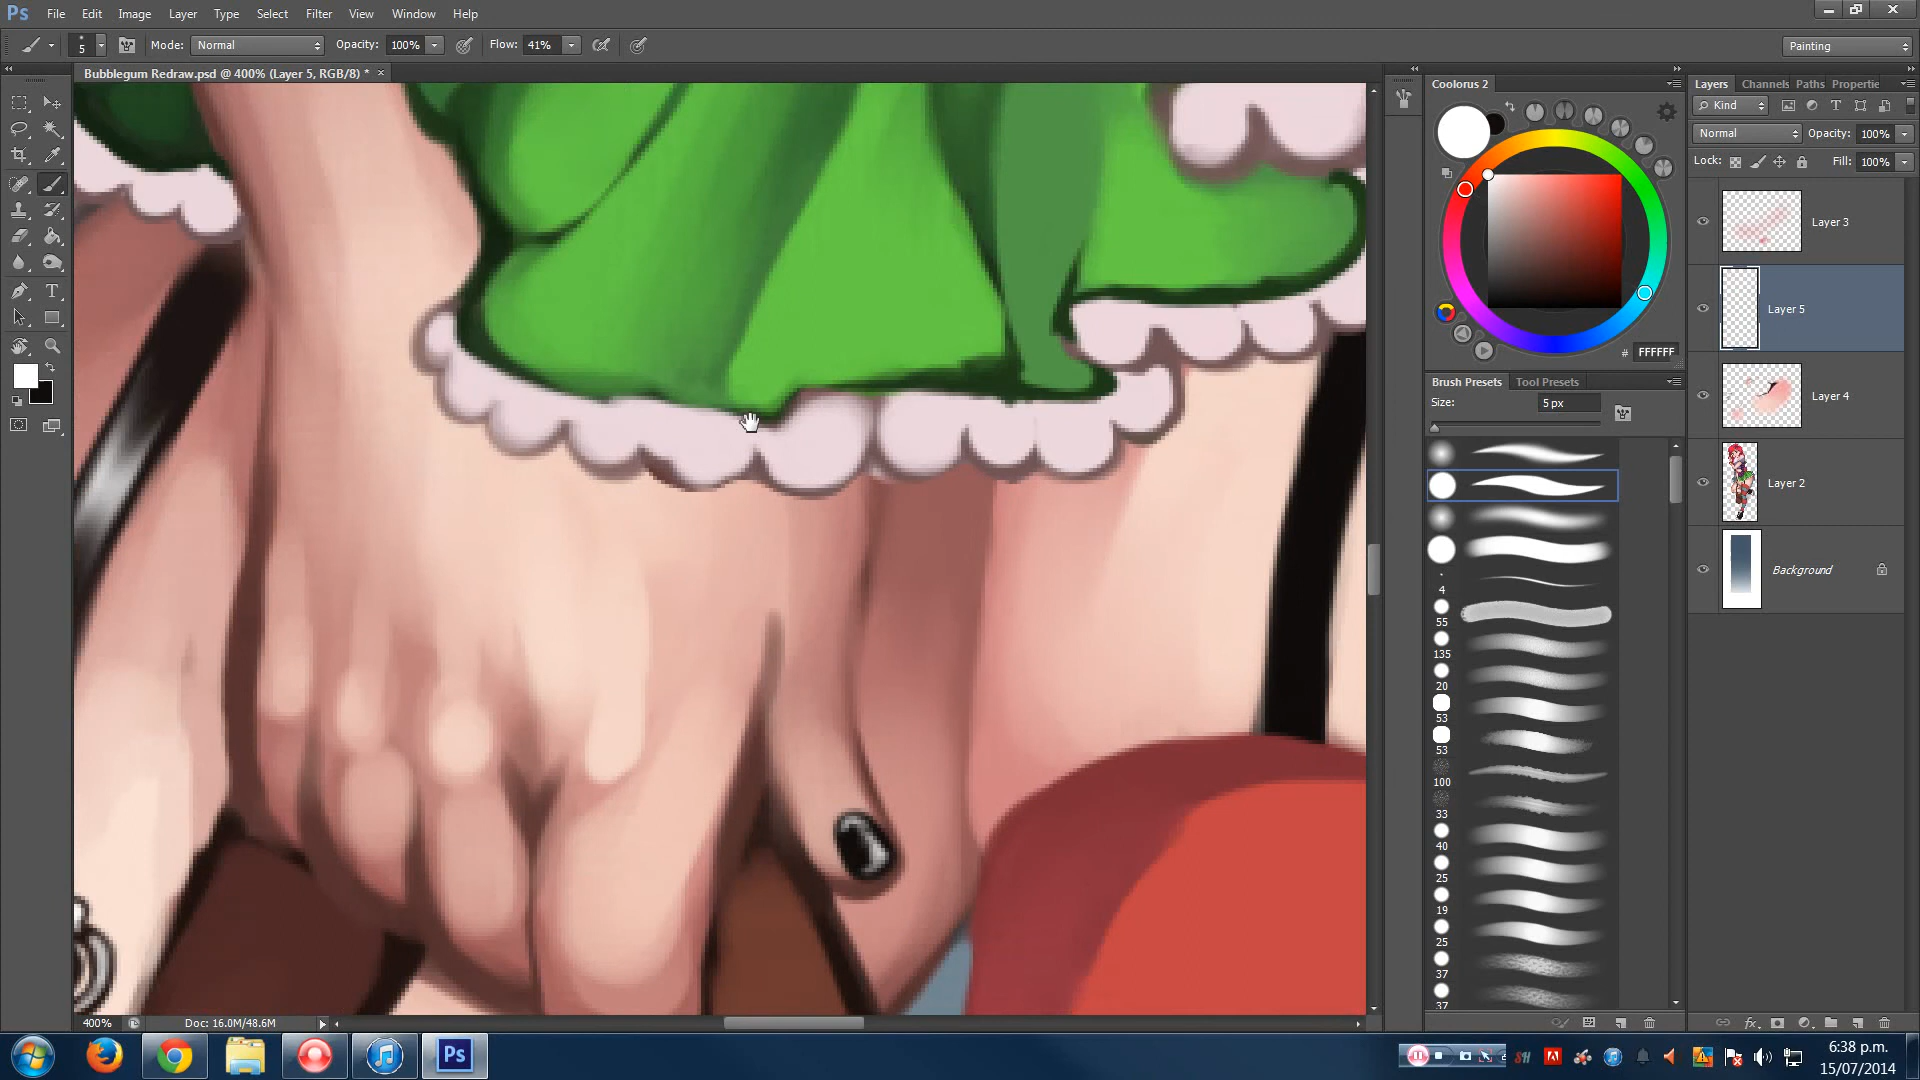 Ps File Edit Image Layer Type Select Filter View Window Help
5 Mode: Normal Opacity: 100% Flow: 41% Painting
Bubblegum Redraw.psd @ 400% (Layer 5, RGB/8) * ×
Coolorus 2
# FFFFFF
Brush Presets Tool Presets
Size: 5 px
4
55
135
20
53
53
100
33
40
25
19
25
37
37
Layers Channels Paths Propertie
Kind
Normal Opacity: 100%
Lock: Fill: 100%
Layer 3
Layer 5
Layer 4
Layer 2
Background
fx
400% Doc: 16.0M/48.6M
Ps
6:38 p.m.
15/07/2014